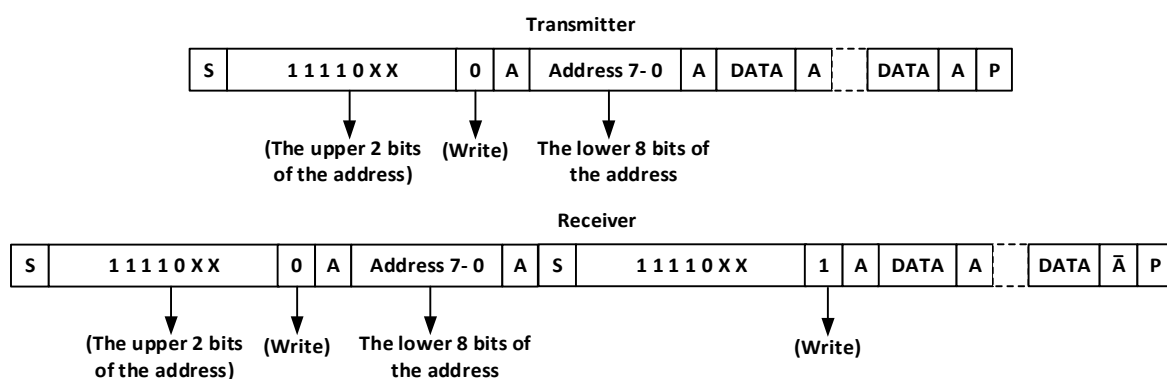 Transmitter
S 1 1 1 1 0 X X 0 A Address 7- 0 A DATA A DATA A P
(The upper 2 bits of the address) (Write) The lower 8 bits of the address
Receiver
S 1 1 1 1 0 X X 0 A Address 7- 0 A S 1 1 1 1 0 X X 1 A DATA A DATA Ā P
(The upper 2 bits of the address) (Write) The lower 8 bits of the address (Write)